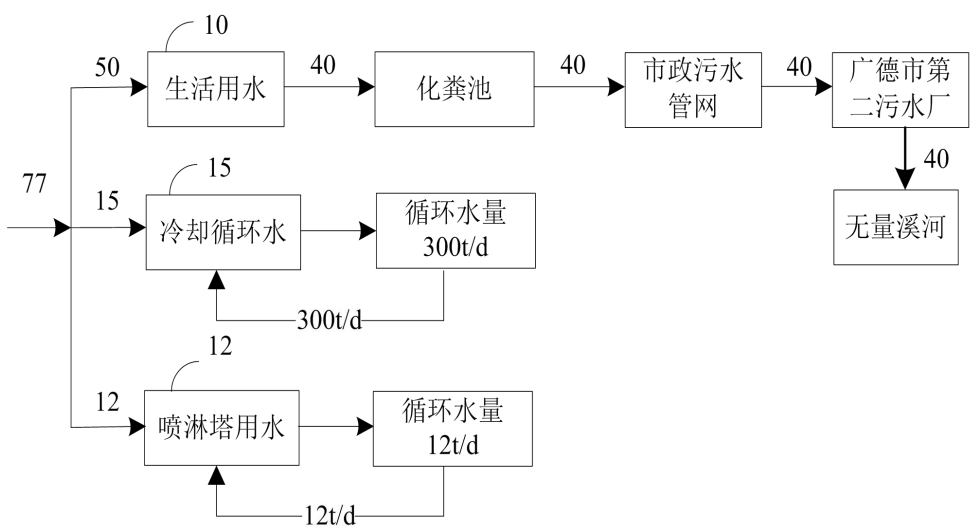 10
50
生活用水
40
化粪池
40
市政污水
管网
40
广德市第
二污水厂
40
无量溪河
77
15
15
冷却循环水
循环水量
300t/d
300t/d
12
12
喷淋塔用水
循环水量
12t/d
12t/d